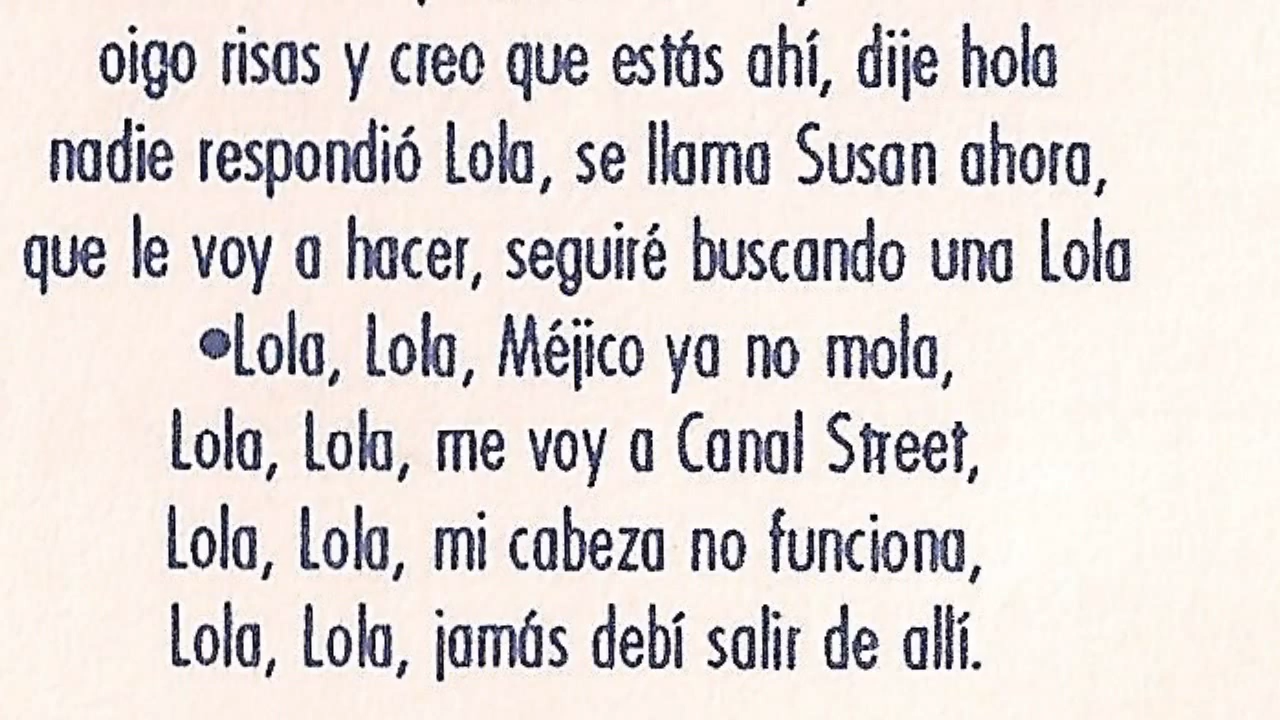 oigo risas y creo que estás ahí, dije hola
nadie respondió Lola, se llama Susan ahora,
que le voy a hacer, seguiré buscando una Lola
•Lola, Lola, Méjico ya no mola,
Lola, Lola, me voy a Canal Street,
Lola, Lola, mi cabeza no funciona,
Lola, Lola, jamás debí salir de allí.